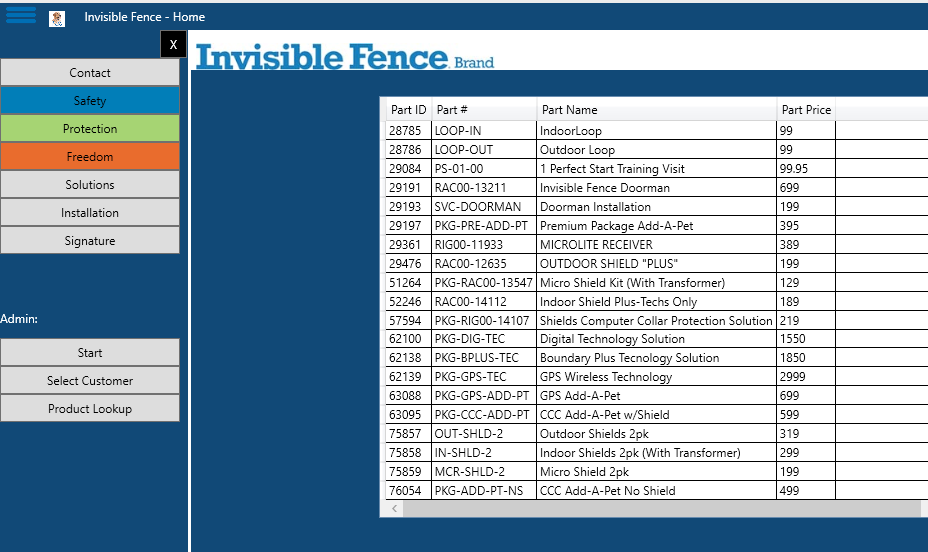 Invisible Fence - Home
X
Contact
Safety
Protection
Freedom
Solutions
Installation
Signature
Admin:
Start
Select Customer
Product Lookup
Invisible Fence Brand
Part ID Part # Part Name Part Price
28785 LOOP-IN IndoorLoop 99
28786 LOOP-OUT Outdoor Loop 99
29084 PS-01-00 1 Perfect Start Training Visit 99.95
29191 RAC00-13211 Invisible Fence Doorman 699
29193 SVC-DOORMAN Doorman Installation 199
29197 PKG-PRE-ADD-PT Premium Package Add-A-Pet 395
29361 RIG00-11933 MICROLITE RECEIVER 389
29476 RAC00-12635 OUTDOOR SHIELD "PLUS" 199
51264 PKG-RAC00-13547 Micro Shield Kit (With Transformer) 129
52246 RAC00-14112 Indoor Shield Plus-Techs Only 189
57594 PKG-RIG00-14107 Shields Computer Collar Protection Solution 219
62100 PKG-DIG-TEC Digital Technology Solution 1550
62138 PKG-BPLUS-TEC Boundary Plus Tecnology Solution 1850
62139 PKG-GPS-TEC GPS Wireless Technology 2999
63088 PKG-GPS-ADD-PT GPS Add-A-Pet 699
63095 PKG-CCC-ADD-PT CCC Add-A-Pet w/Shield 599
75857 OUT-SHLD-2 Outdoor Shields 2pk 319
75858 IN-SHLD-2 Indoor Shields 2pk (With Transformer) 299
75859 MCR-SHLD-2 Micro Shield 2pk 199
76054 PKG-ADD-PT-NS CCC Add-A-Pet No Shield 499